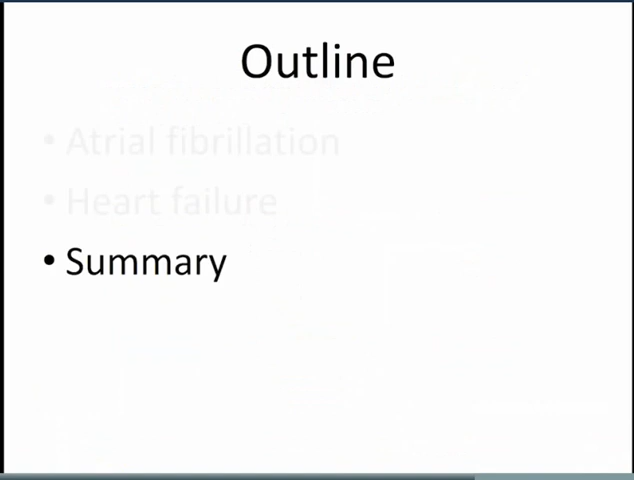 Outline
• Atrial fibrillation
• Heart failure
• Summary